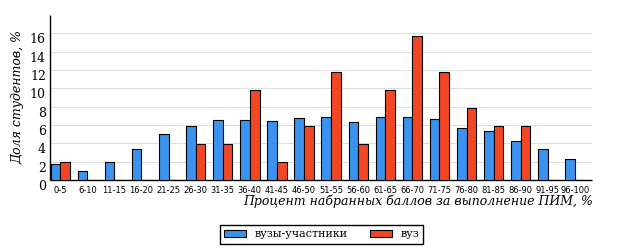 Доля студентов, %
16
14
12
10
8
6
4
2
0
0-5 6-10 11-15 16-20 21-25 26-30 31-35 36-40 41-45 46-50 51-55 56-60 61-65 66-70 71-75 76-80 81-85 86-90 91-95 96-100
Процент набранных баллов за выполнение ПИМ, %
вузы-участники вуз